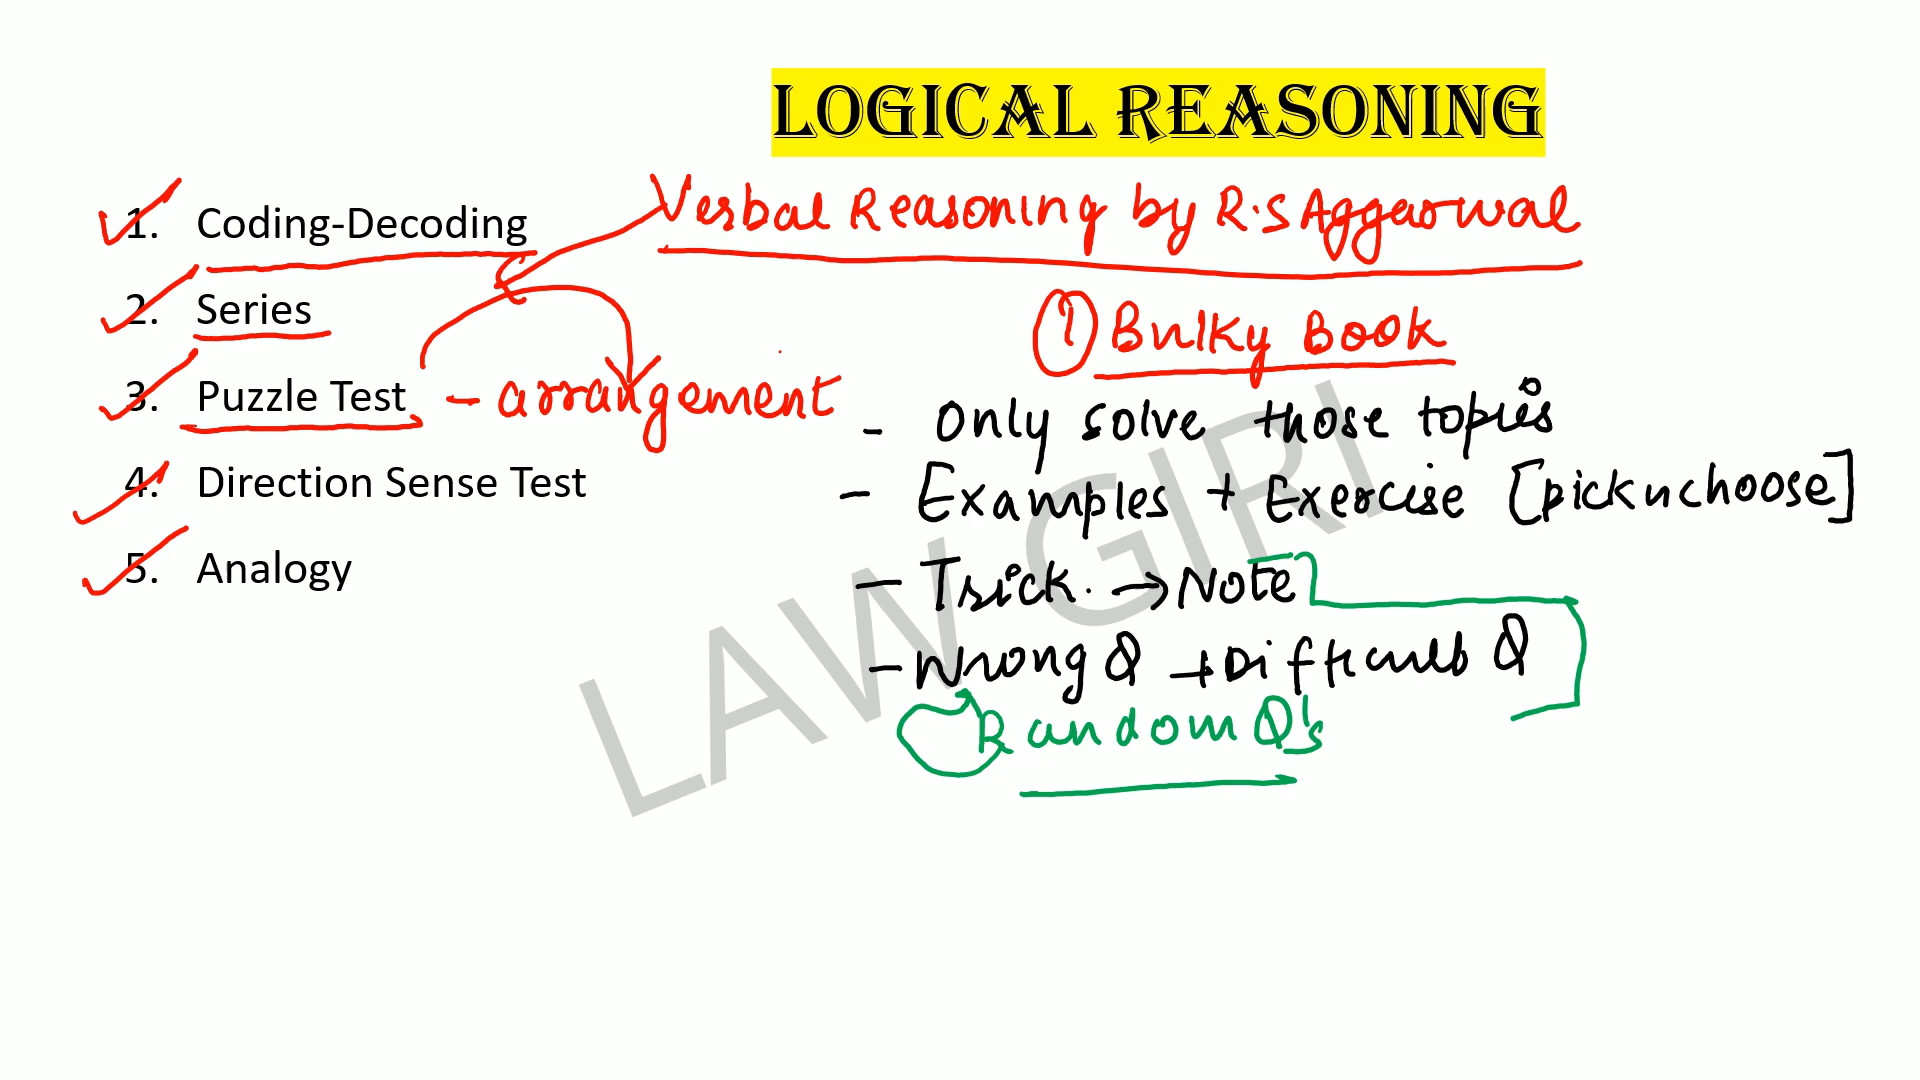 LOGICAL REASONING
1. Coding-Decoding
2. Series
3. Puzzle Test - arrangement
4. Direction Sense Test
5. Analogy
Verbal Reasoning by R.S Aggarwal
① Bulky Book
- Only solve those topics
- Examples + Exercise [pick n choose]
- Trick. → Note
- Wrong Q → Difficult Q
Random Q's
LAW GIRI